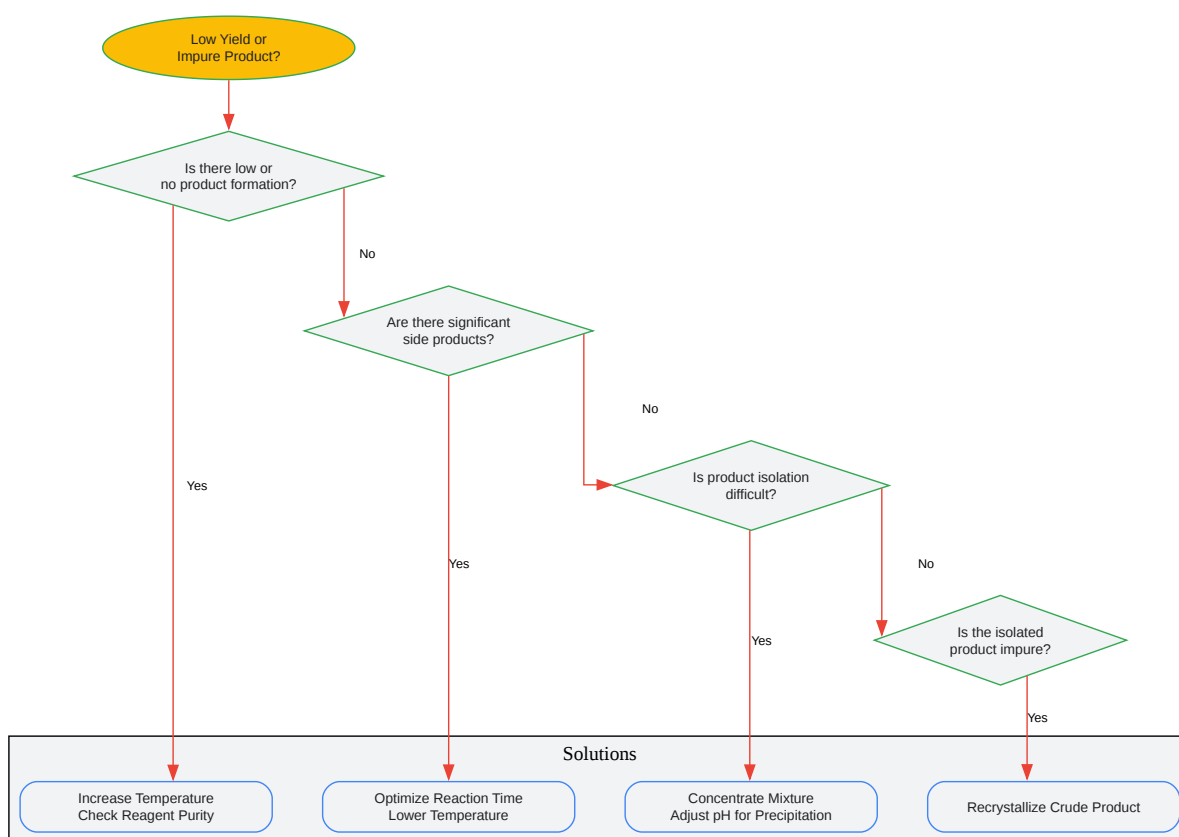 Low Yield or
Impure Product?
Is there low or
no product formation?
No
Are there significant
side products?
No
Is product isolation
difficult?
Yes
Yes
No
Is the isolated
product impure?
Yes
Yes
Solutions
Increase Temperature
Check Reagent Purity
Optimize Reaction Time
Lower Temperature
Concentrate Mixture
Adjust pH for Precipitation
Recrystallize Crude Product